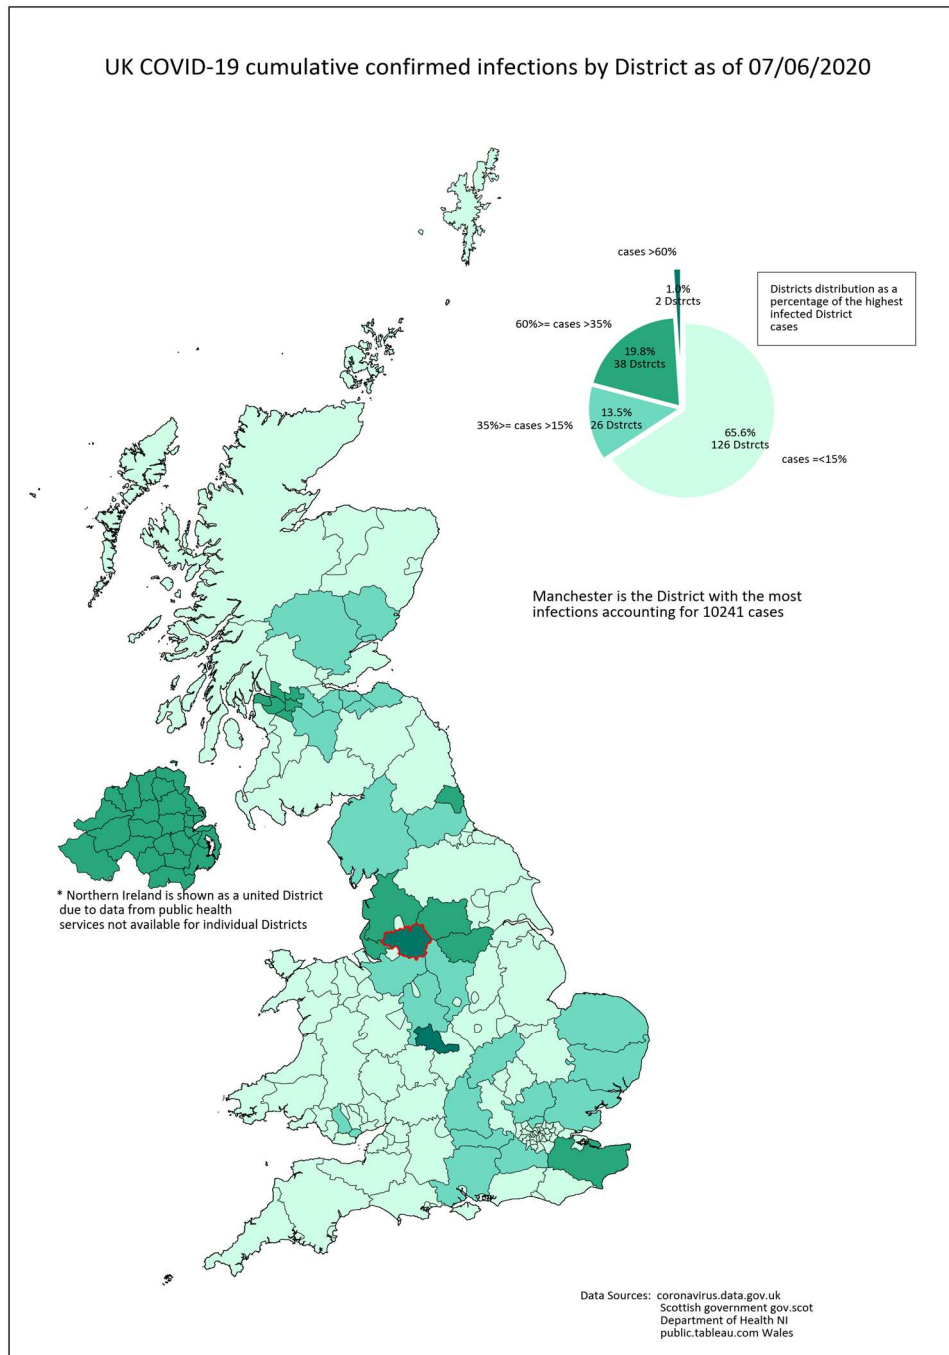 UK COVID-19 cumulative confirmed infections by District as of 07/06/2020
cases >60%
1.0%
2 Dstrcts
60%>= cases >35%
19.8%
38 Dstrcts
35%>= cases >15%
13.5%
26 Dstrcts
65.6%
126 Dstrcts
cases =<15%
Districts distribution as a
percentage of the highest
infected District
cases
Manchester is the District with the most
infections accounting for 10241 cases
* Northern Ireland is shown as a united District
due to data from public health
services not available for individual Districts
Data Sources: coronavirus.data.gov.uk
Scottish government gov.scot
Department of Health NI
public.tableau.com Wales